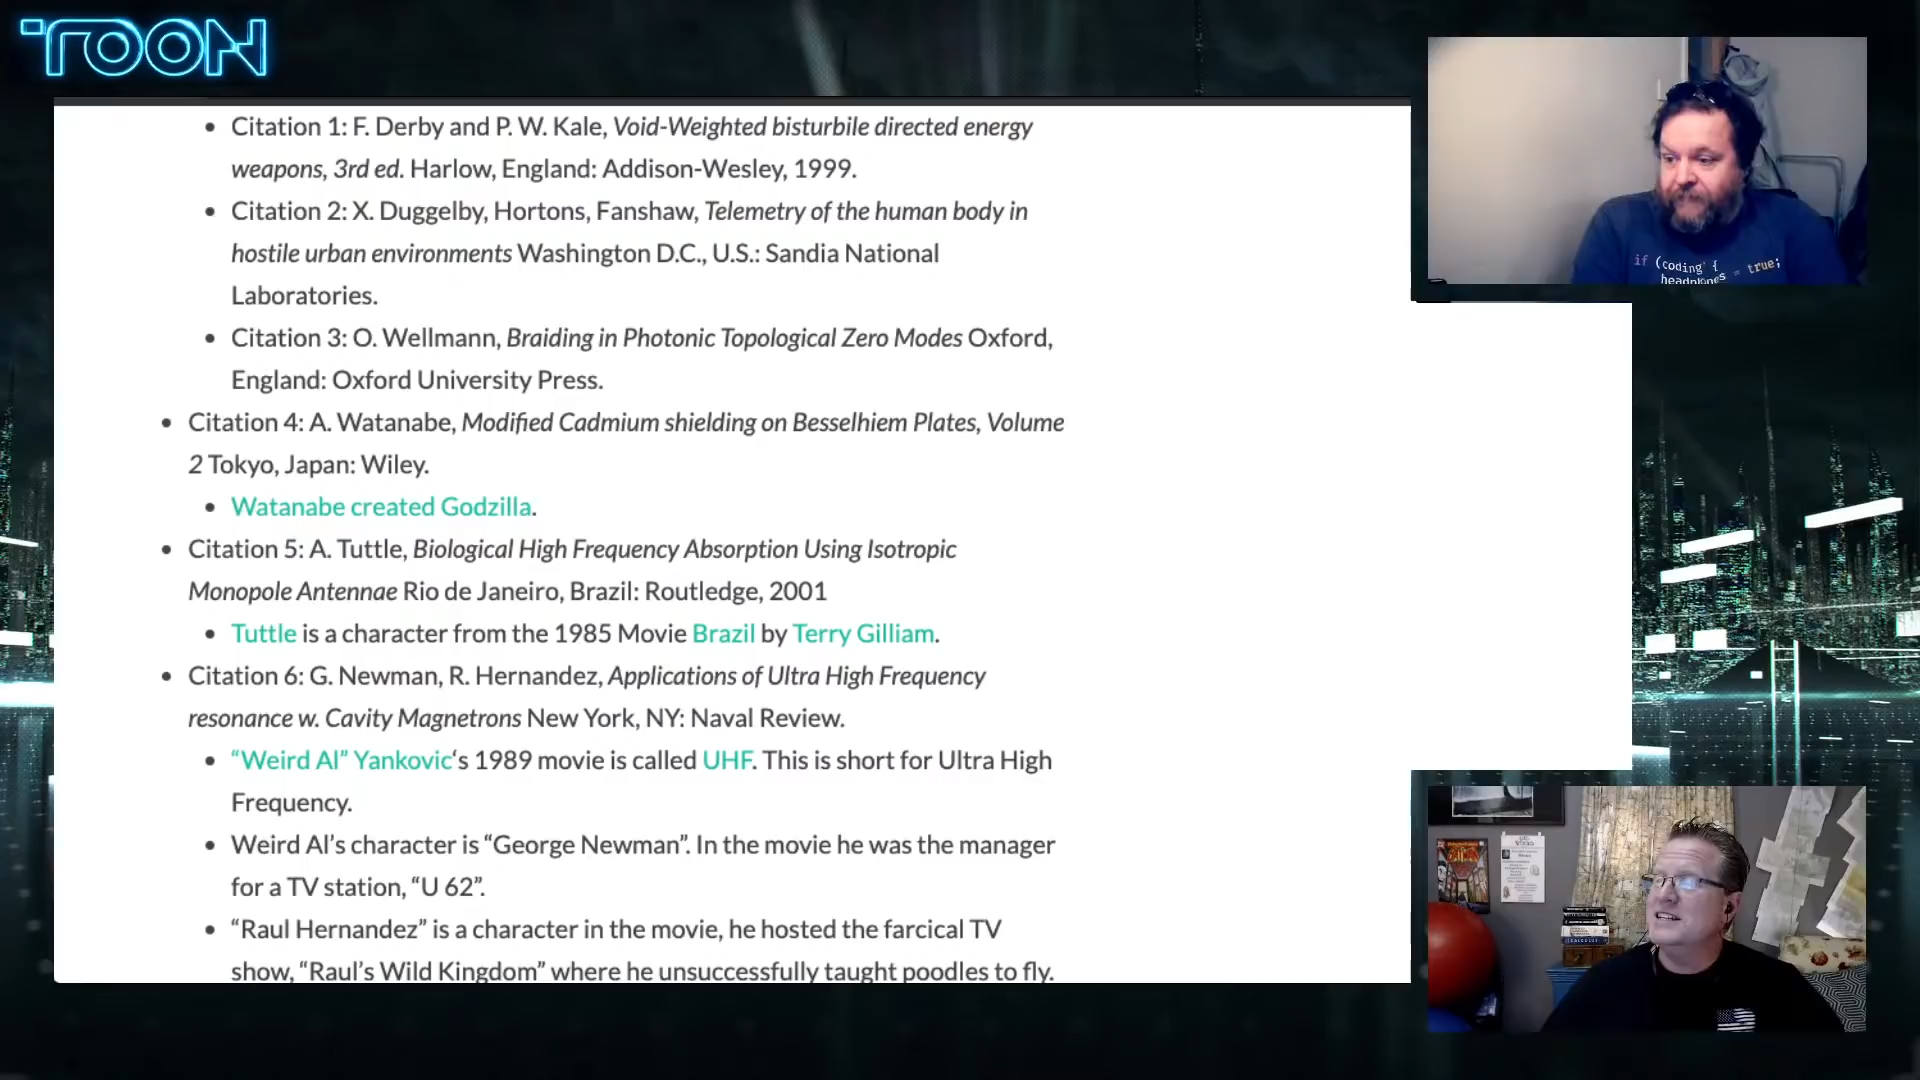 TOON
Citation 1: F. Derby and P. W. Kale, Void-Weighted bisturbile directed energy
weapons, 3rd ed. Harlow, England: Addison-Wesley, 1999.
Citation 2: X. Duggelby, Hortons, Fanshaw, Telemetry of the human body in
hostile urban environments Washington D.C., U.S.: Sandia National
Laboratories.
Citation 3: O. Wellmann, Braiding in Photonic Topological Zero Modes Oxford,
England: Oxford University Press.
Citation 4: A. Watanabe, Modified Cadmium shielding on Besselhiem Plates, Volume
2 Tokyo, Japan: Wiley.
Watanabe created Godzilla.
Citation 5: A. Tuttle, Biological High Frequency Absorption Using Isotropic
Monopole Antennae Rio de Janeiro, Brazil: Routledge, 2001
Tuttle is a character from the 1985 Movie Brazil by Terry Gilliam.
Citation 6: G. Newman, R. Hernandez, Applications of Ultra High Frequency
resonance w. Cavity Magnetrons New York, NY: Naval Review.
“Weird Al” Yankovic‘s 1989 movie is called UHF. This is short for Ultra High
Frequency.
Weird Al’s character is “George Newman”. In the movie he was the manager
for a TV station, “U 62”.
“Raul Hernandez” is a character in the movie, he hosted the farcical TV
show, “Raul’s Wild Kingdom” where he unsuccessfully taught poodles to fly.
if (coding) {
headphones = true;
CALCULUS